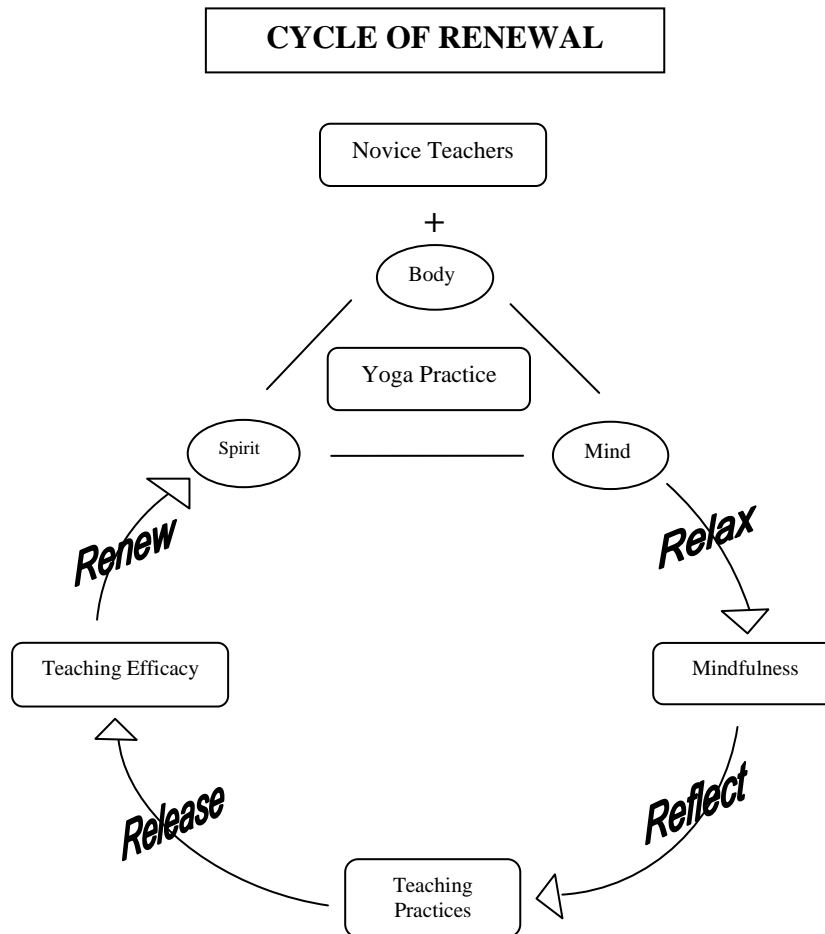 CYCLE OF RENEWAL
Novice Teachers
+
Body
Yoga Practice
Spirit
Mind
Renew
Relax
Teaching Efficacy
Mindfulness
Release
Reflect
Teaching
Practices